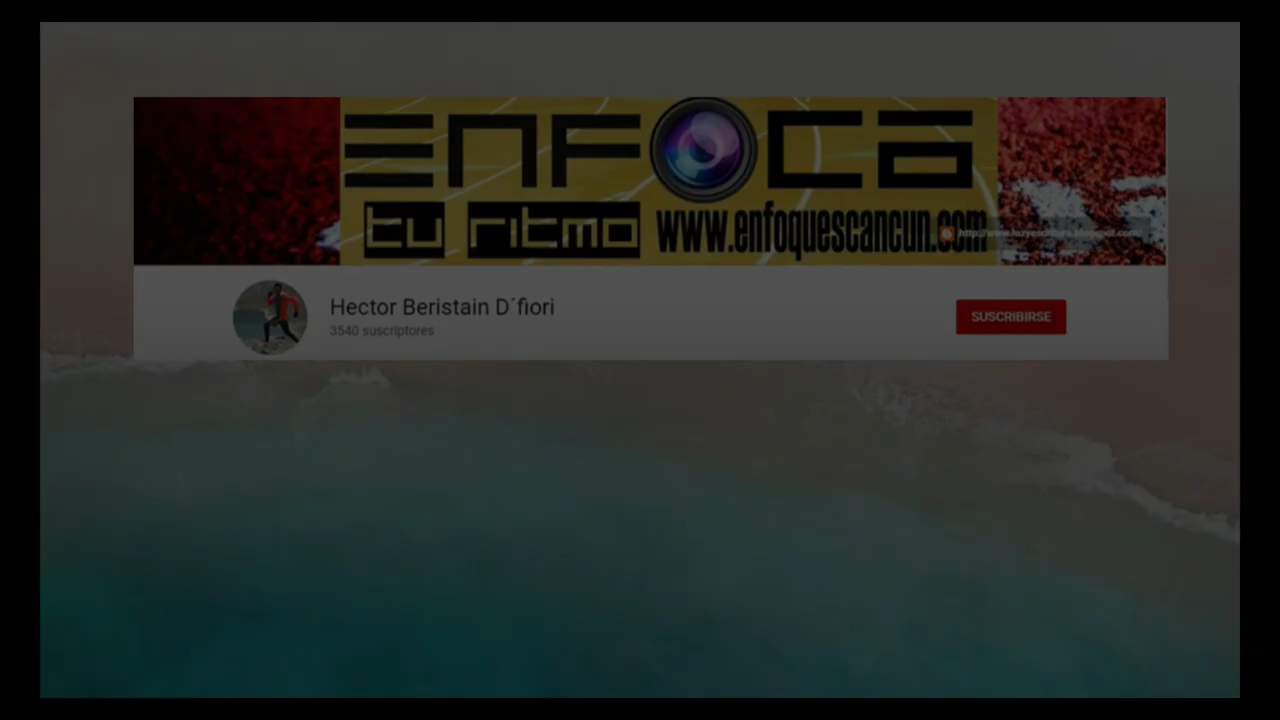 ENFOCA
tu ritmo www.enfoquescancun.com
Hector Beristain D´fiori
3540 suscriptores
SUSCRIBIRSE